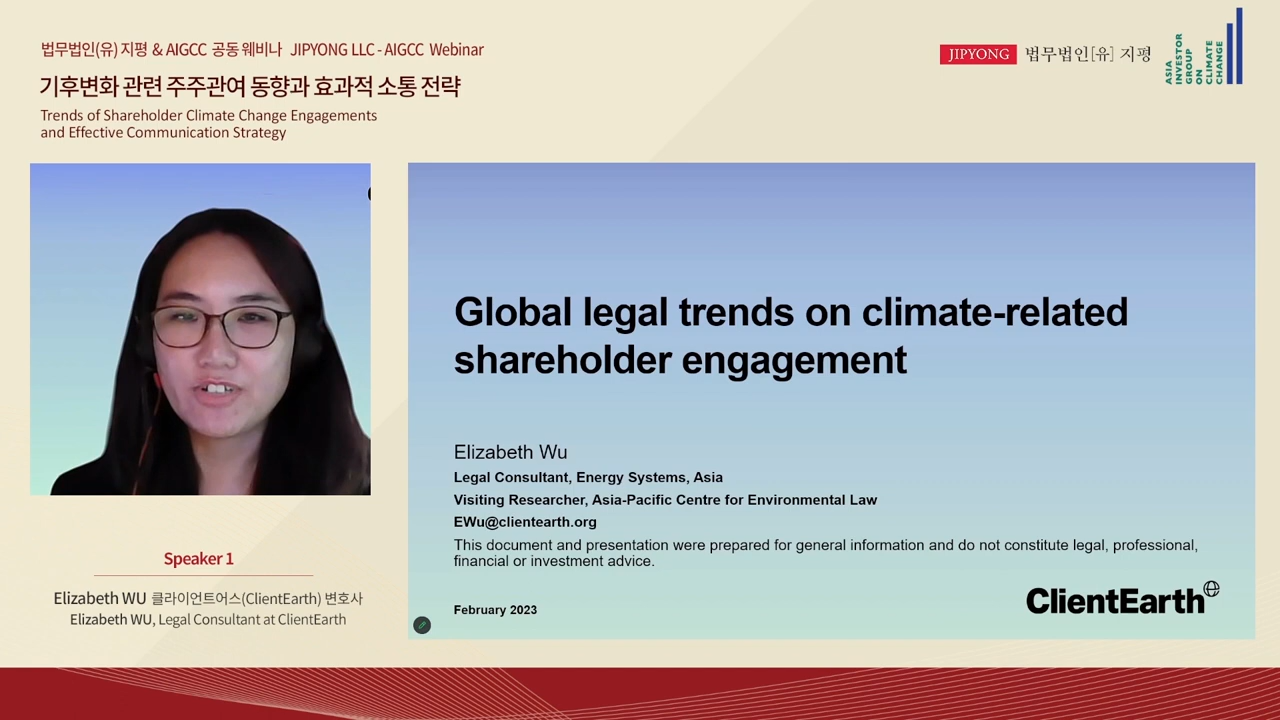 법무법인(유) 지평 & AIGCC 공동 웨비나 JIPYONG LLC - AIGCC Webinar
기후변화 관련 주주관여 동향과 효과적 소통 전략
Trends of Shareholder Climate Change Engagements
and Effective Communication Strategy
JIPYONG 법무법인[유] 지평
ASIA
INVESTOR
GROUP
ON
CLIMATE
CHANGE
Global legal trends on climate-related
shareholder engagement
Elizabeth Wu
Legal Consultant, Energy Systems, Asia
Visiting Researcher, Asia-Pacific Centre for Environmental Law
EWu@clientearth.org
This document and presentation were prepared for general information and do not constitute legal, professional,
financial or investment advice.
February 2023
ClientEarth
Speaker 1
Elizabeth WU 클라이언트어스(ClientEarth) 변호사
Elizabeth WU, Legal Consultant at ClientEarth